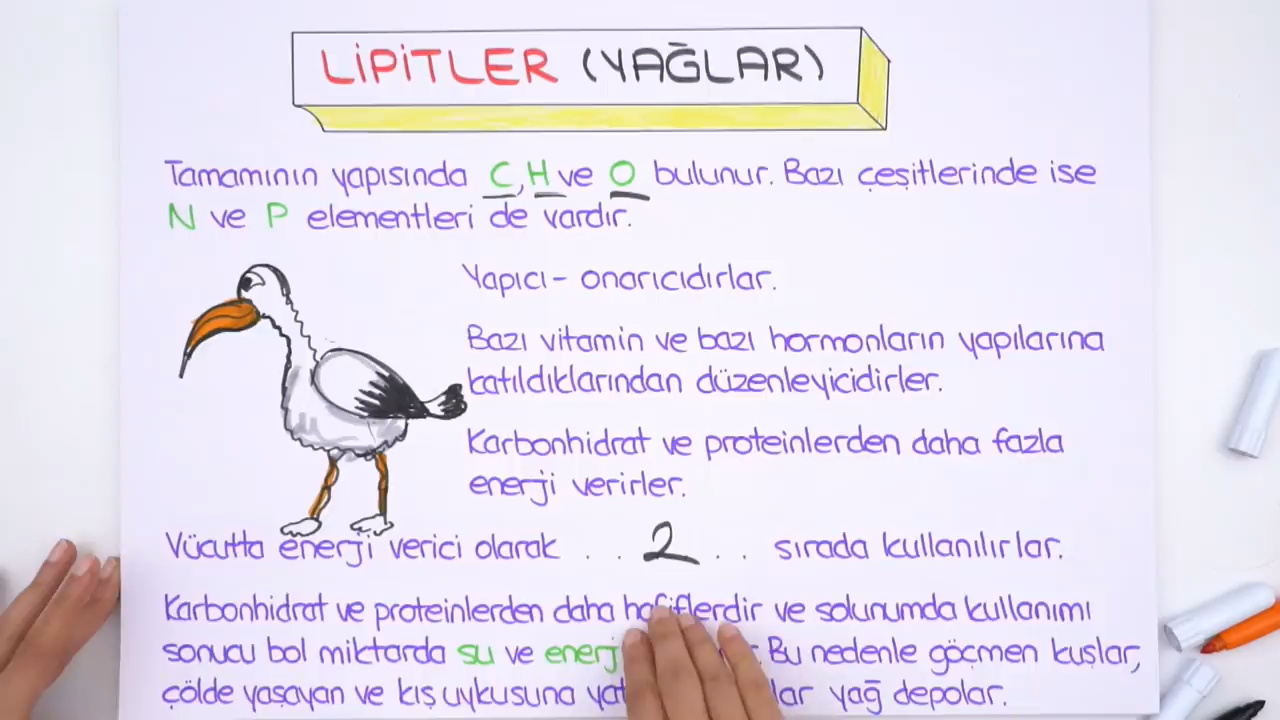 LİPİTLER (YAĞLAR)
Tamamının yapısında C, H ve O bulunur. Bazı çeşitlerinde ise
N ve P elementleri de vardır.
Yapıcı - onarıcıdırlar.
Bazı vitamin ve bazı hormonların yapılarına
katıldıklarından düzenleyicidirler.
Karbonhidrat ve proteinlerden daha fazla
enerji verirler.
Vücutta enerji verici olarak . . 2 . . sırada kullanılırlar.
Karbonhidrat ve proteinlerden daha hafiflerdir ve solunumda kullanımı
sonucu bol miktarda su ve enerj Bu nedenle göçmen kuşlar,
çölde yaşayan ve kış uykusuna yağ depolar.